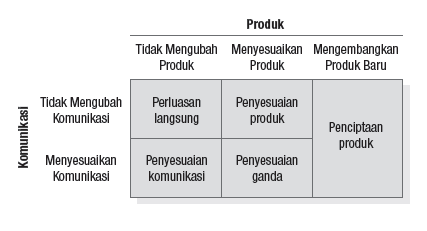 Produk
Tidak Mengubah Produk
Menyesuaikan Produk
Mengembangkan Produk Baru
Komunikasi
Tidak Mengubah Komunikasi
Perluasan langsung
Penyesuaian produk
Penciptaan produk
Menyesuaikan Komunikasi
Penyesuaian komunikasi
Penyesuaian ganda